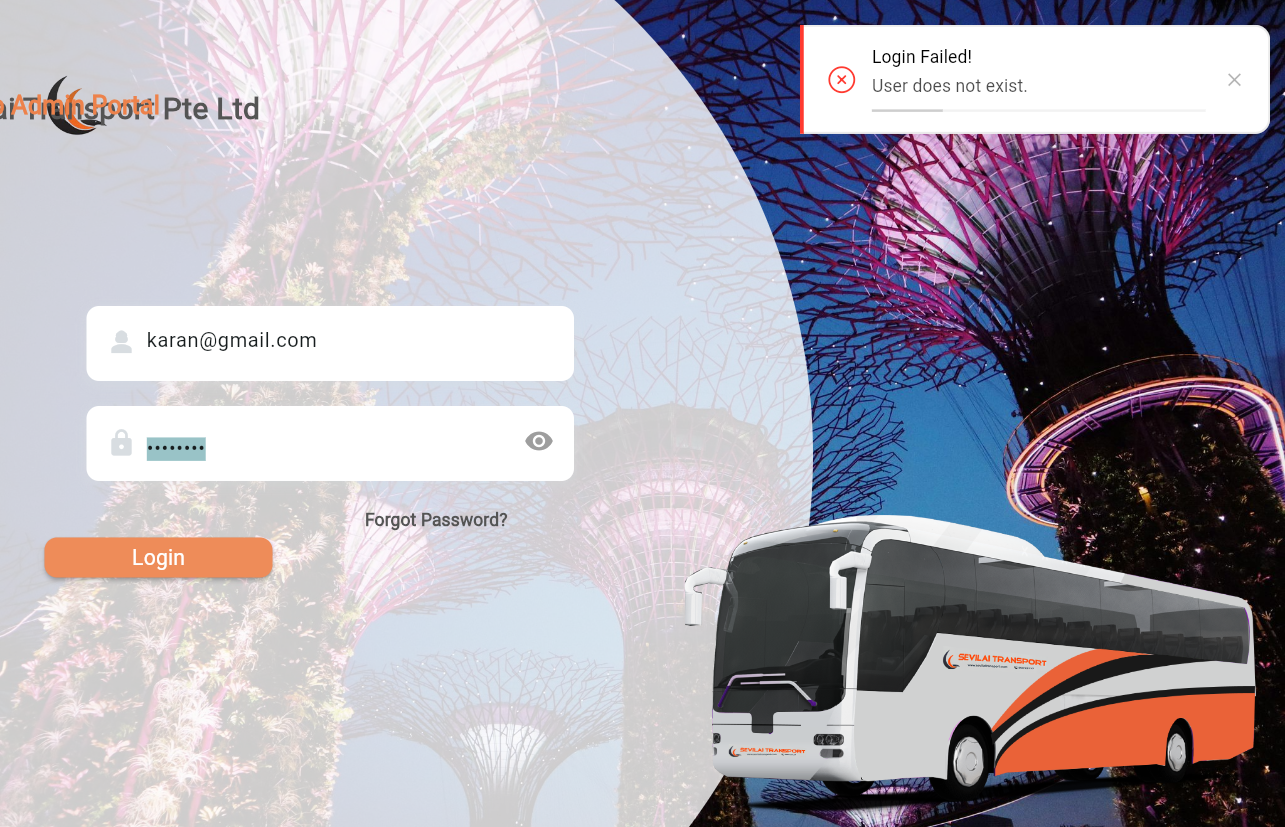 Login Failed!
User does not exist.
Admin Portal
Transport Pte Ltd
karan@gmail.com
••••••••
Forgot Password?
Login
SEVILAI TRANSPORT
SEVILAI TRANSPORT